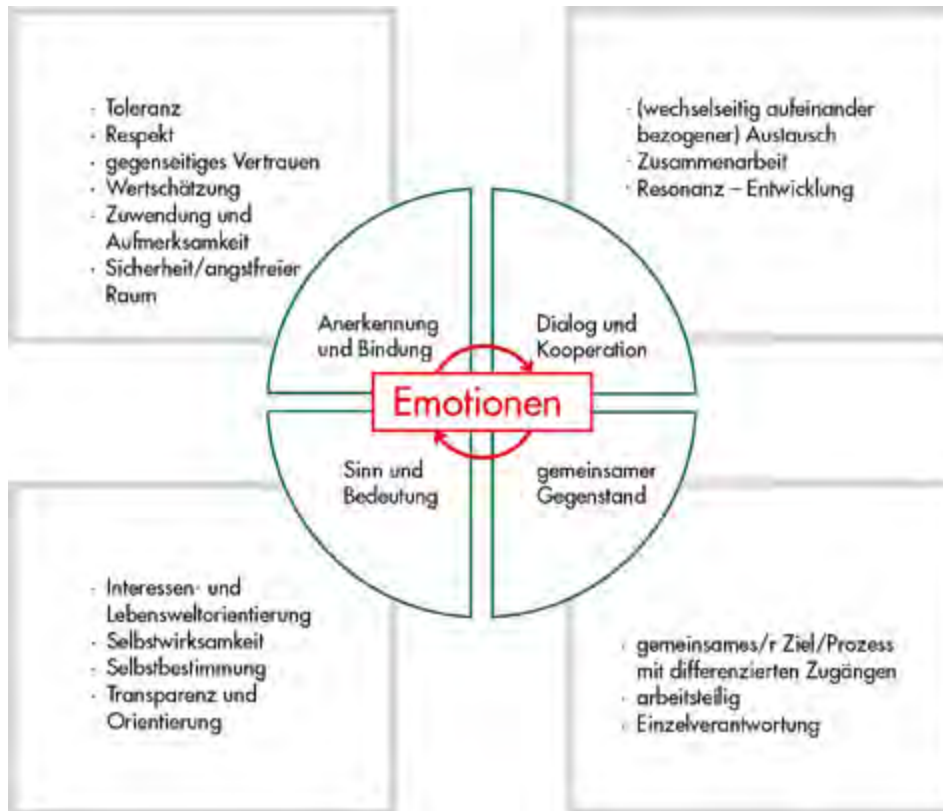 · Toleranz
· Respekt
· gegenseitiges Vertrauen
· Wertschätzung
· Zuwendung und
Aufmerksamkeit
· Sicherheit/angstfreier
Raum
· (wechselseitig aufeinander
bezogener) Austausch
· Zusammenarbeit
· Resonanz – Entwicklung
Anerkennung
und Bindung
Dialog und
Kooperation
Emotionen
Sinn und
Bedeutung
gemeinsamer
Gegenstand
· Interessen- und
Lebensweltorientierung
· Selbstwirksamkeit
· Selbstbestimmung
· Transparenz und
Orientierung
· gemeinsames/r Ziel/Prozess
mit differenzierten Zugängen
· arbeitsteilig
· Einzelverantwortung